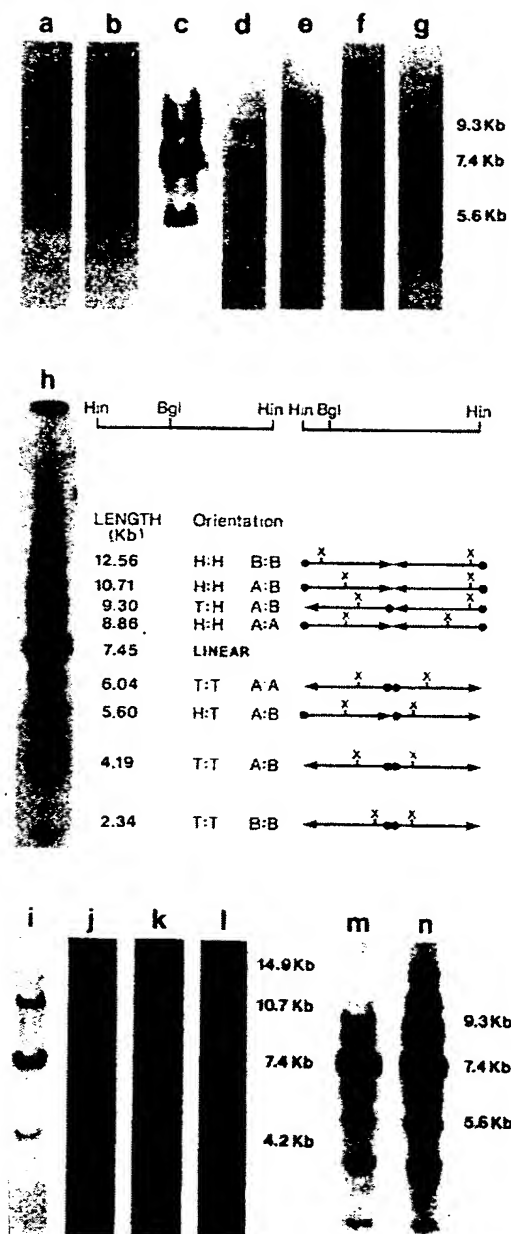 a b c d e f g
9.3 Kb
7.4 Kb
5.6 Kb
h
Hin Bgl Hin Hin Bgl Hin
LENGTH Orientation
(Kb)
12.56 H:H B:B
10.71 H:H A:B
9.30 T:H A:B
8.86 H:H A:A
7.45 LINEAR
6.04 T:T A:A
5.60 H:T A:B
4.19 T:T A:B
2.34 T:T B:B
x x
x x
x x
x x
x x
x x
x x
x x
i j k l m n
14.9 Kb
10.7 Kb
9.3 Kb
7.4 Kb
7.4 Kb
5.6 Kb
4.2 Kb